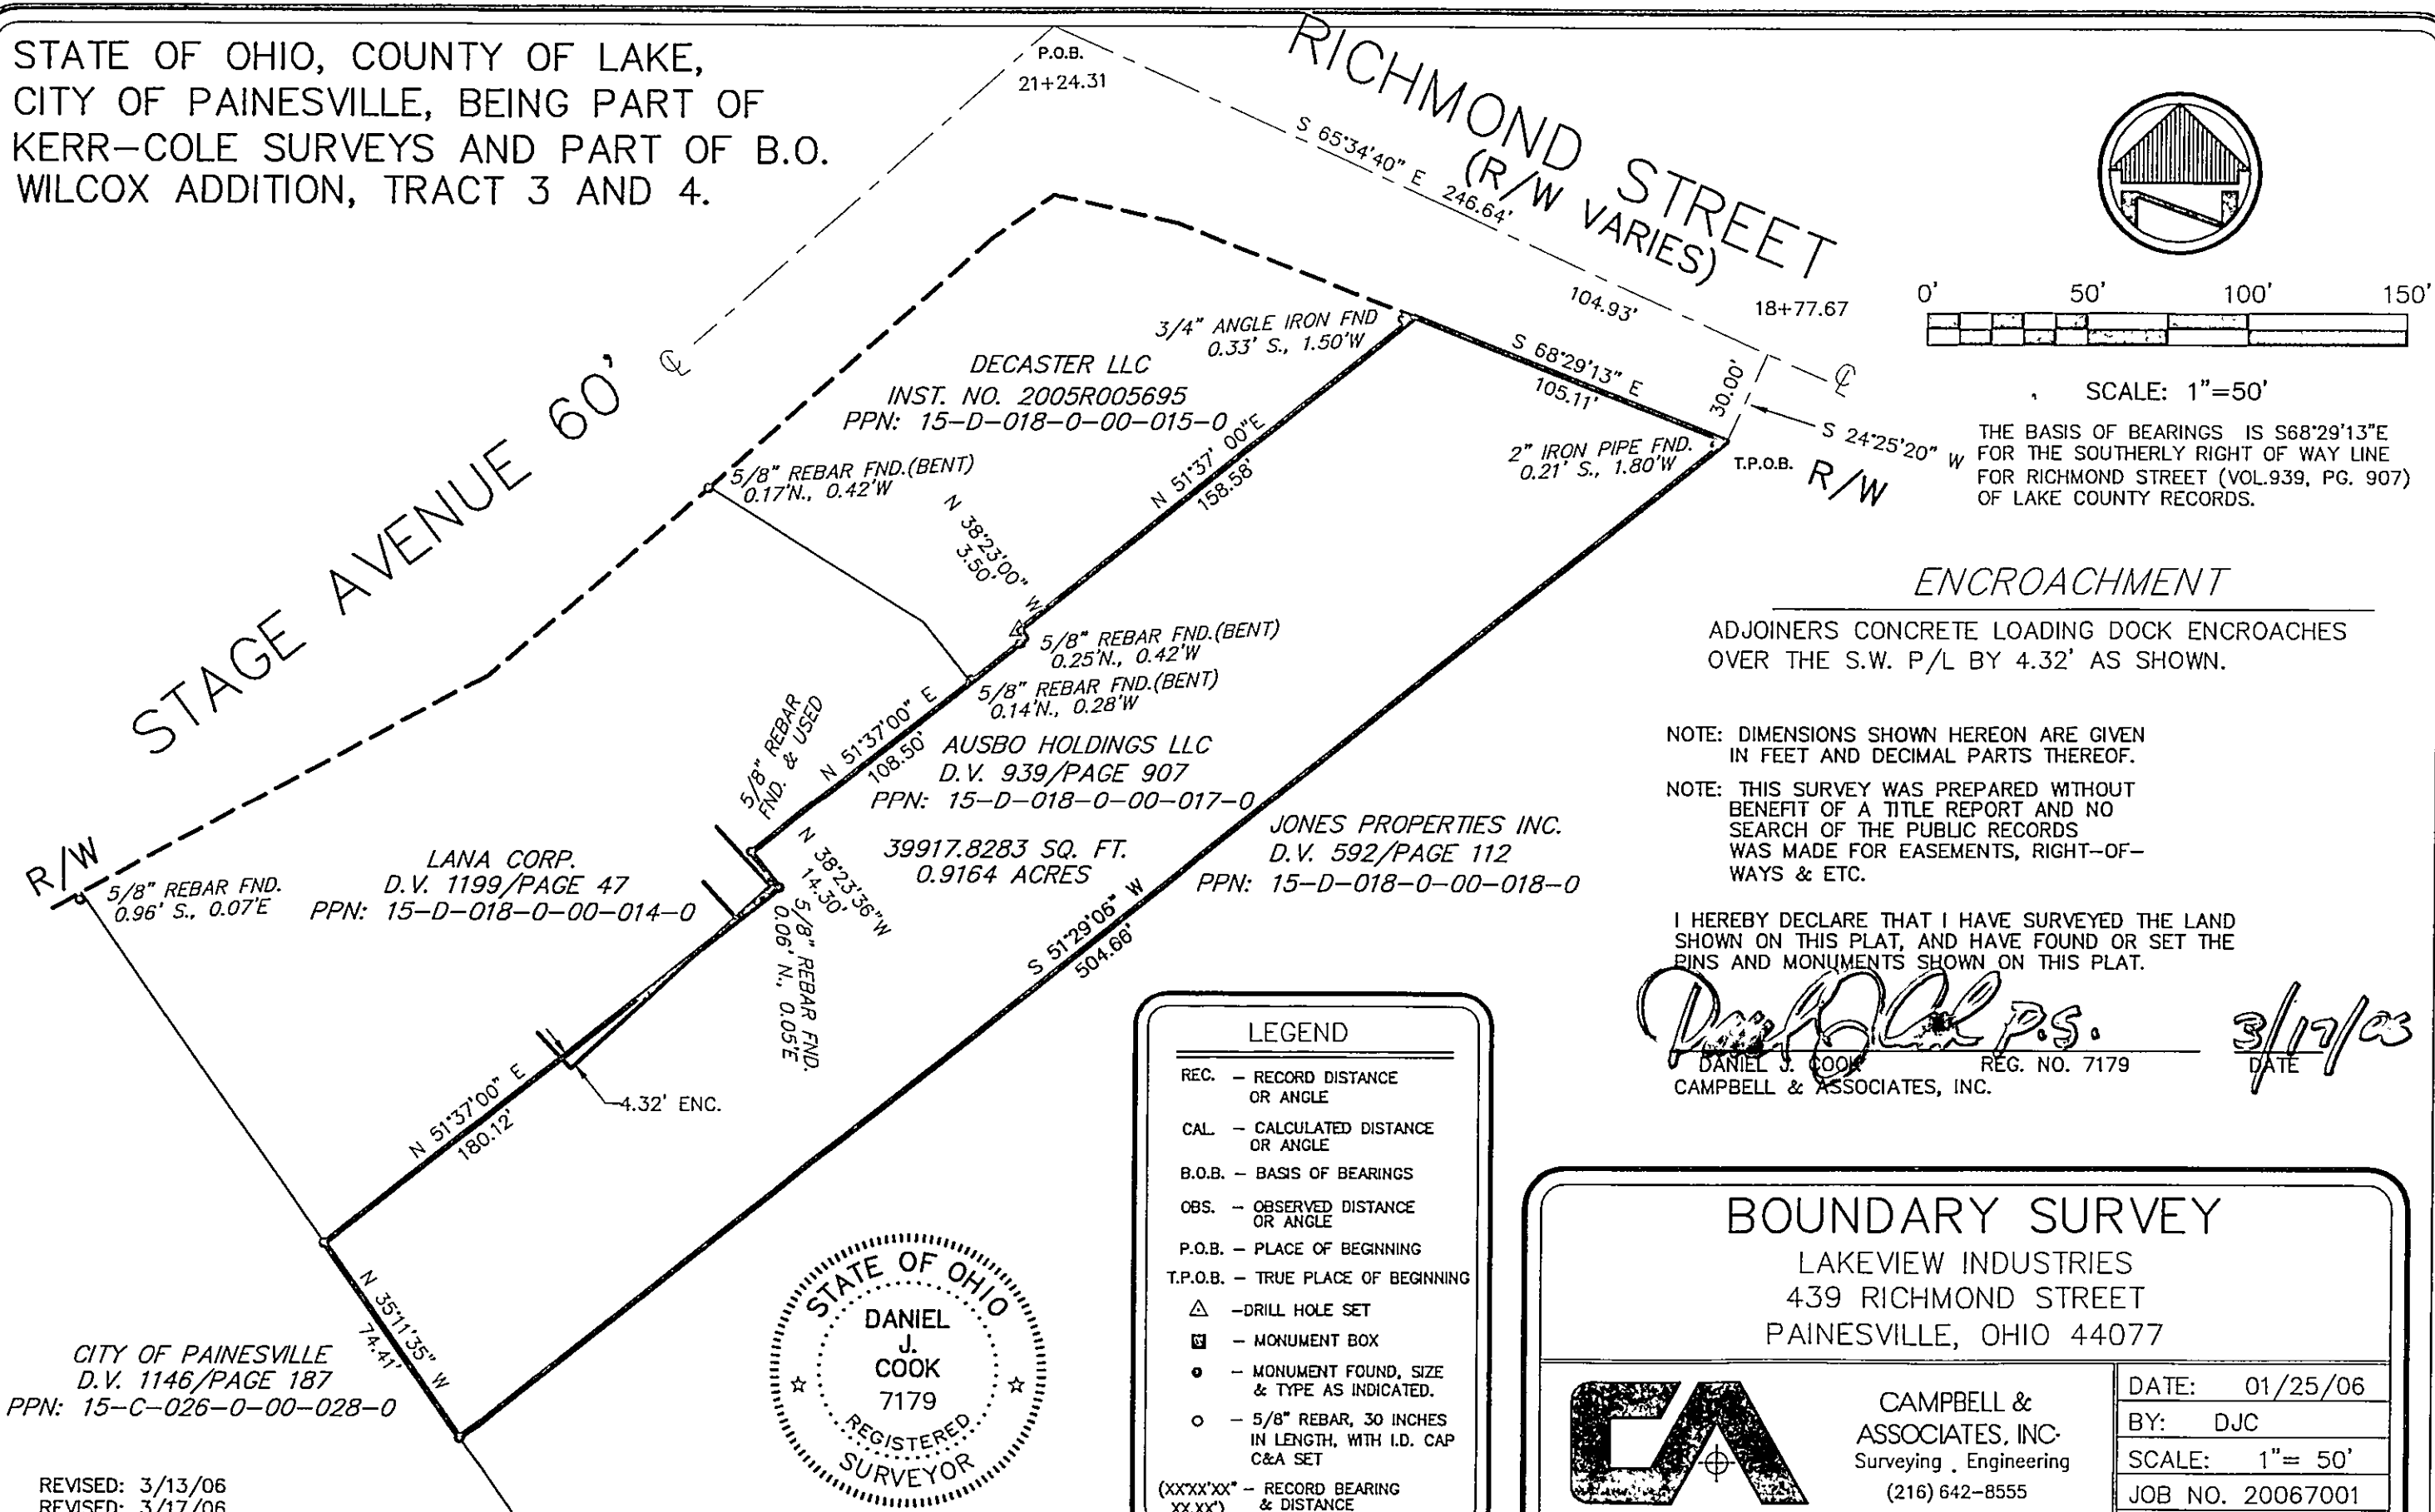 STATE OF OHIO, COUNTY OF LAKE,
CITY OF PAINESVILLE, BEING PART OF
KERR-COLE SURVEYS AND PART OF B.O.
WILCOX ADDITION, TRACT 3 AND 4.
P.O.B.
21+24.31
RICHMOND STREET
(R/W VARIES)
S 65°34'40" E 246.64'
104.93'
18+77.67
0' 50' 100' 150'
SCALE: 1"=50'
THE BASIS OF BEARINGS IS S68°29'13"E
FOR THE SOUTHERLY RIGHT OF WAY LINE
FOR RICHMOND STREET (VOL.939, PG. 907)
OF LAKE COUNTY RECORDS.
STAGE AVENUE 60'
3/4" ANGLE IRON FND
0.33' S., 1.50'W
S 68°29'13" E
105.11'
30.00'
S 24°25'20" W
T.P.O.B.
R/W
2" IRON PIPE FND.
0.21' S., 1.80'W
DECASTER LLC
INST. NO. 2005R005695
PPN: 15-D-018-0-00-015-0
N 51°37' 00"E
158.58'
5/8" REBAR FND.(BENT)
0.17'N., 0.42'W
N 38°23'00" W
3.50'
5/8" REBAR FND.(BENT)
0.25'N., 0.42'W
5/8" REBAR FND.(BENT)
0.14'N., 0.28'W
ENCROACHMENT
ADJOINERS CONCRETE LOADING DOCK ENCROACHES
OVER THE S.W. P/L BY 4.32' AS SHOWN.
5/8" REBAR
FND. & USED
N 51°37'00" E
108.50'
AUSBO HOLDINGS LLC
D.V. 939/PAGE 907
PPN: 15-D-018-0-00-017-0
39917.8283 SQ. FT.
0.9164 ACRES
NOTE: DIMENSIONS SHOWN HEREON ARE GIVEN
IN FEET AND DECIMAL PARTS THEREOF.
NOTE: THIS SURVEY WAS PREPARED WITHOUT
BENEFIT OF A TITLE REPORT AND NO
SEARCH OF THE PUBLIC RECORDS
WAS MADE FOR EASEMENTS, RIGHT-OF-
WAYS & ETC.
JONES PROPERTIES INC.
D.V. 592/PAGE 112
PPN: 15-D-018-0-00-018-0
R/W
5/8" REBAR FND.
0.96' S., 0.07'E
LANA CORP.
D.V. 1199/PAGE 47
PPN: 15-D-018-0-00-014-0
N 38°23'36"W
14.30'
5/8" REBAR FND.
0.06' N., 0.05'E
S 51°29'06" W
504.66'
I HEREBY DECLARE THAT I HAVE SURVEYED THE LAND
SHOWN ON THIS PLAT, AND HAVE FOUND OR SET THE
PINS AND MONUMENTS SHOWN ON THIS PLAT.
P.S.
DANIEL J. COOK REG. NO. 7179 DATE
CAMPBELL & ASSOCIATES, INC.
N 51°37'00" E
180.12'
4.32' ENC.
LEGEND
REC. - RECORD DISTANCE
OR ANGLE
CAL. - CALCULATED DISTANCE
OR ANGLE
B.O.B. - BASIS OF BEARINGS
OBS. - OBSERVED DISTANCE
OR ANGLE
P.O.B. - PLACE OF BEGINNING
T.P.O.B. - TRUE PLACE OF BEGINNING
-DRILL HOLE SET
- MONUMENT BOX
- MONUMENT FOUND, SIZE
& TYPE AS INDICATED.
- 5/8" REBAR, 30 INCHES
IN LENGTH, WITH I.D. CAP
C&A SET
(XX°XX'XX" - RECORD BEARING
XX.XX') & DISTANCE
N 35°11'35" W
74.41'
CITY OF PAINESVILLE
D.V. 1146/PAGE 187
PPN: 15-C-026-0-00-028-0
REVISED: 3/13/06
REVISED: 3/17/06
STATE OF OHIO
DANIEL
J.
COOK
7179
REGISTERED
SURVEYOR
BOUNDARY SURVEY
LAKEVIEW INDUSTRIES
439 RICHMOND STREET
PAINESVILLE, OHIO 44077
CA
CAMPBELL &
ASSOCIATES, INC.
Surveying . Engineering
(216) 642-8555
DATE: 01/25/06
BY: DJC
SCALE: 1"= 50'
JOB NO. 20067001